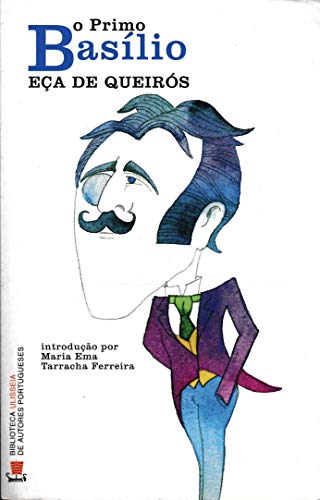 o Primo
Basílio
EÇA DE QUEIRÓS
introdução por
Maria Ema
Tarracha Ferreira
BIBLIOTECA ULISSEIA
DE AUTORES PORTUGUESES